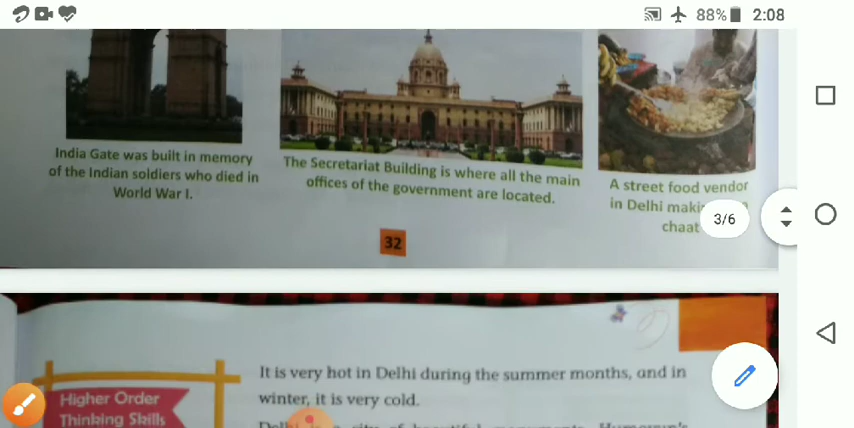 88% 2:08
India Gate was built in memory
of the Indian soldiers who died in
World War I.
The Secretariat Building is where all the main
offices of the government are located.
A street food vendor
in Delhi
chaat
3/6
32
It is very hot in Delhi during the summer months, and in
winter, it is very cold.
Higher Order
Thinking Skills